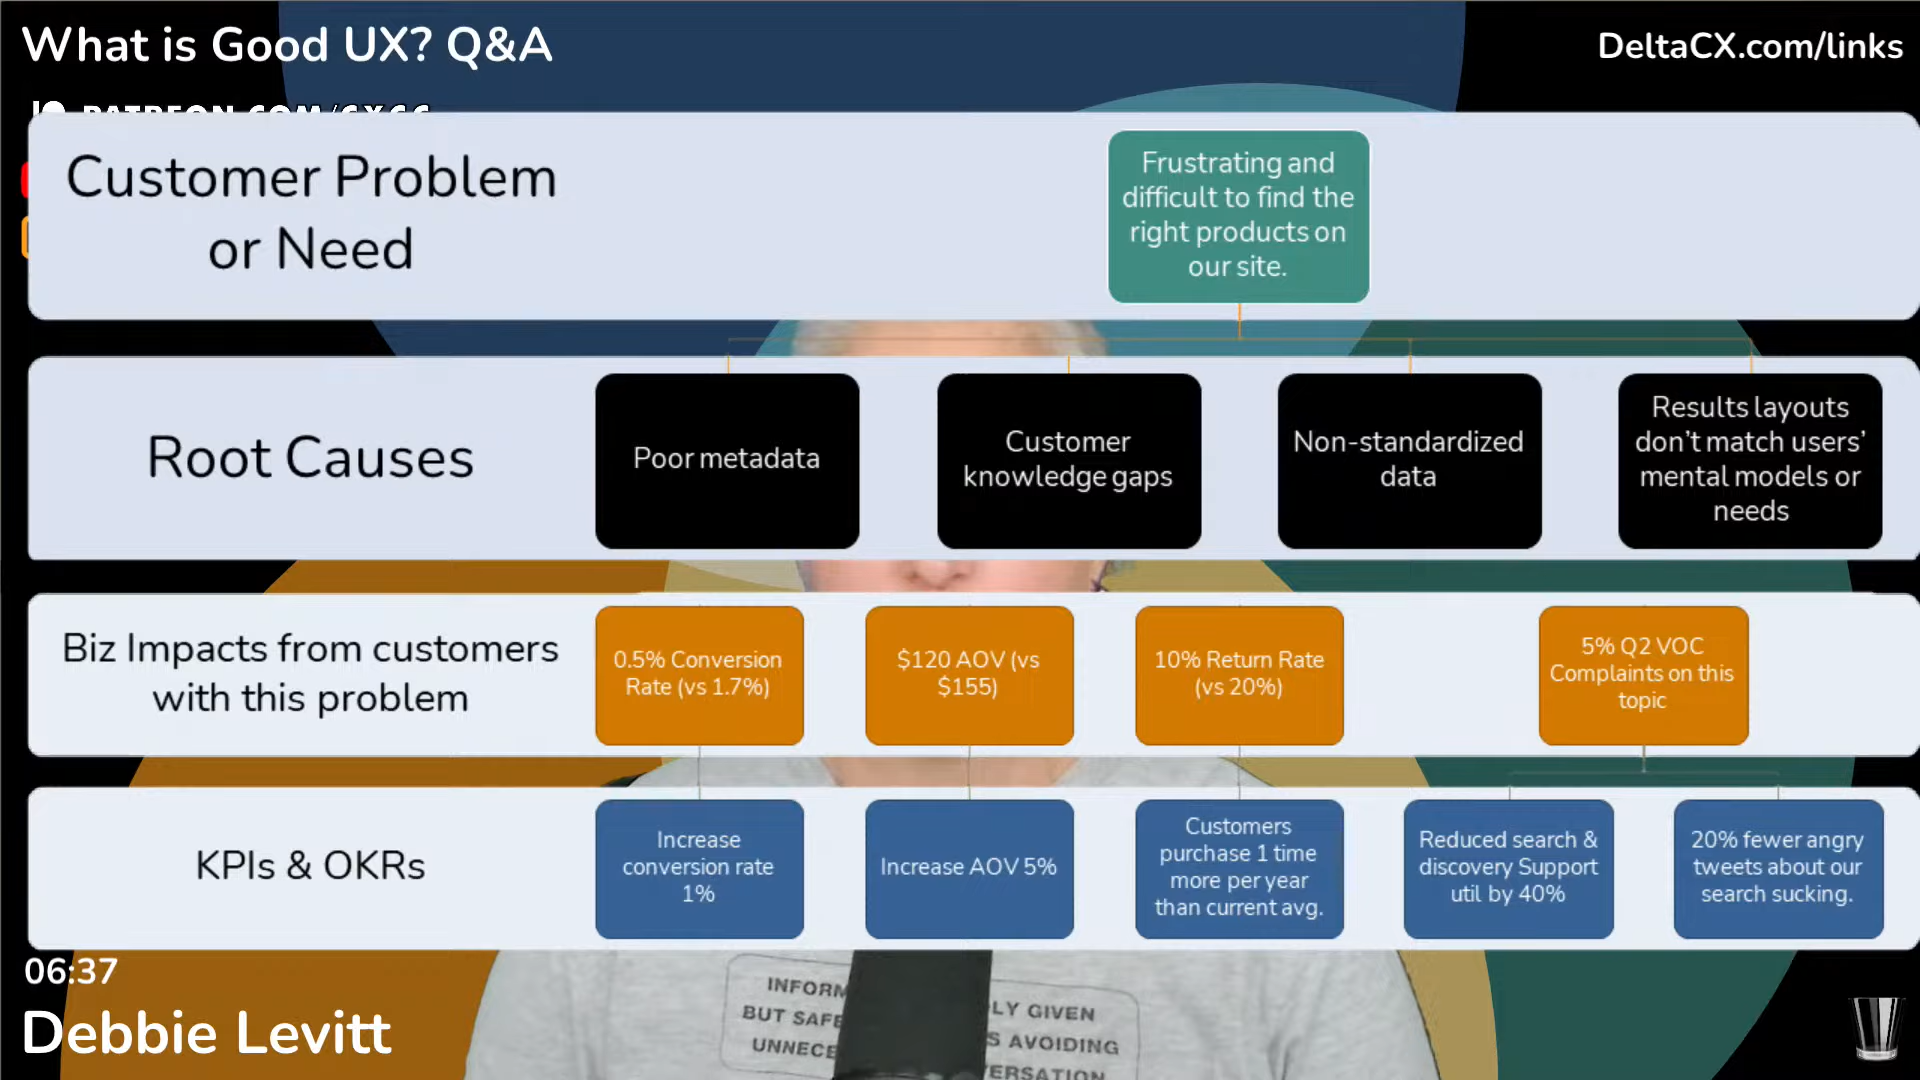 What is Good UX? Q&A
DeltaCX.com/links
PATREON.COM/CXCC
Customer Problem
or Need
Frustrating and
difficult to find the
right products on
our site.
Root Causes
Poor metadata
Customer
knowledge gaps
Non-standardized
data
Results layouts
don't match users'
mental models or
needs
Biz Impacts from customers
with this problem
0.5% Conversion
Rate (vs 1.7%)
$120 AOV (vs
$155)
10% Return Rate
(vs 20%)
5% Q2 VOC
Complaints on this
topic
KPIs & OKRs
Increase
conversion rate
1%
Increase AOV 5%
Customers
purchase 1 time
more per year
than current avg.
Reduced search &
discovery Support
util by 40%
20% fewer angry
tweets about our
search sucking.
06:37
Debbie Levitt
LY GIVEN
BUT SAFE
S AVOIDING